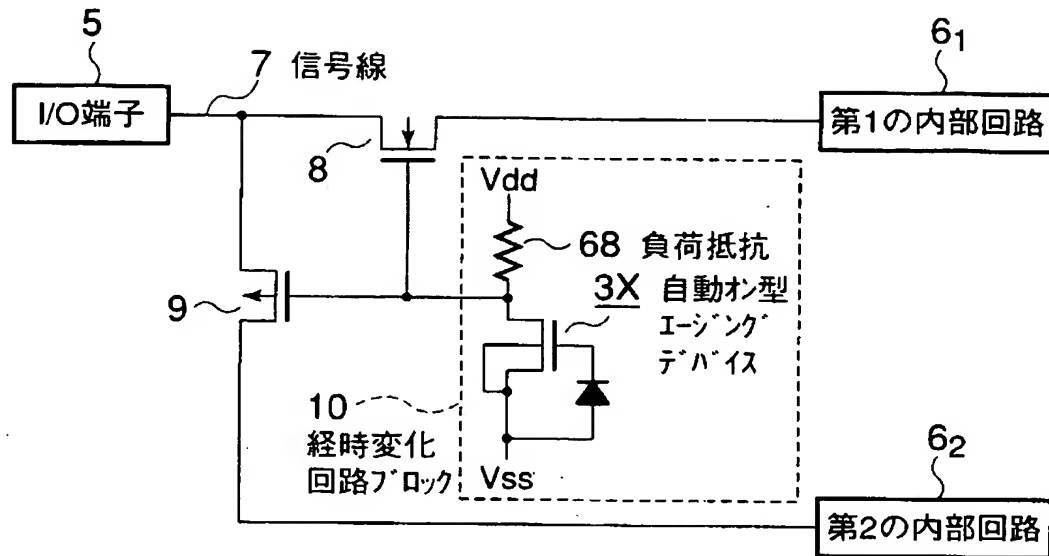 5
7 信号線
I/O端子
8
9
6₁
第1の内部回路
Vdd
68 負荷抵抗
3X 自動オン型
エージング
デバイス
10
経時変化
回路ブロック
Vss
6₂
第2の内部回路